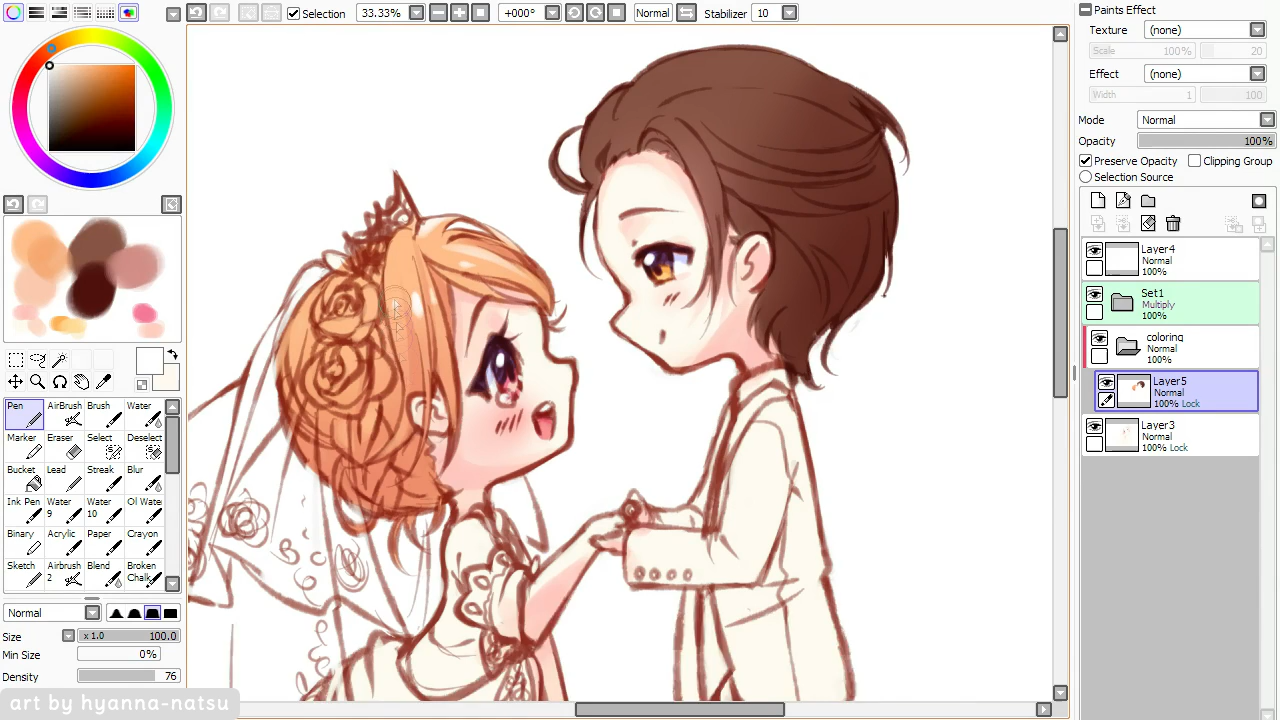 Selection 33.33% +000° Normal Stabilizer 10
Paints Effect
Texture (none)
Scale 100% 20
Effect (none)
Width 1 100
Mode Normal
Opacity 100%
Preserve Opacity Clipping Group
Selection Source
Layer4
Normal
100%
Set1
Multiply
100%
coloring
Normal
100%
Layer5
Normal
100% Lock
Layer3
Normal
100% Lock
Pen AirBrush Brush Water
Marker Eraser Select Deselect
Bucket Lead Streak Blur
Ink Pen Water 9 Water 10 Oil Water
Binary Acrylic Paper Crayon
Sketch Airbrush 2 Blend Broken Chalk
Normal
Size x 1.0 100.0
Min Size 0%
Density 76
art by hyanna-natsu